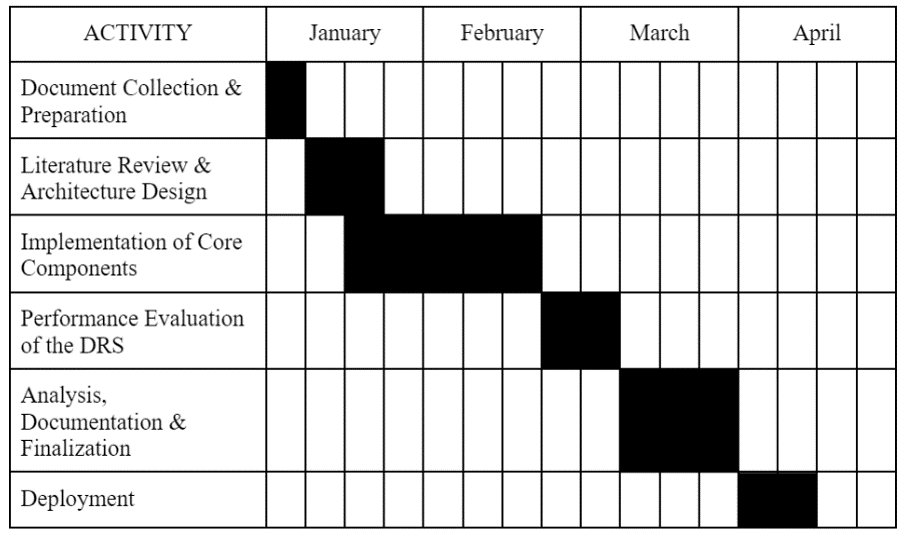 ACTIVITY January February March April
Document Collection &
Preparation
Literature Review &
Architecture Design
Implementation of Core
Components
Performance Evaluation
of the DRS
Analysis,
Documentation &
Finalization
Deployment